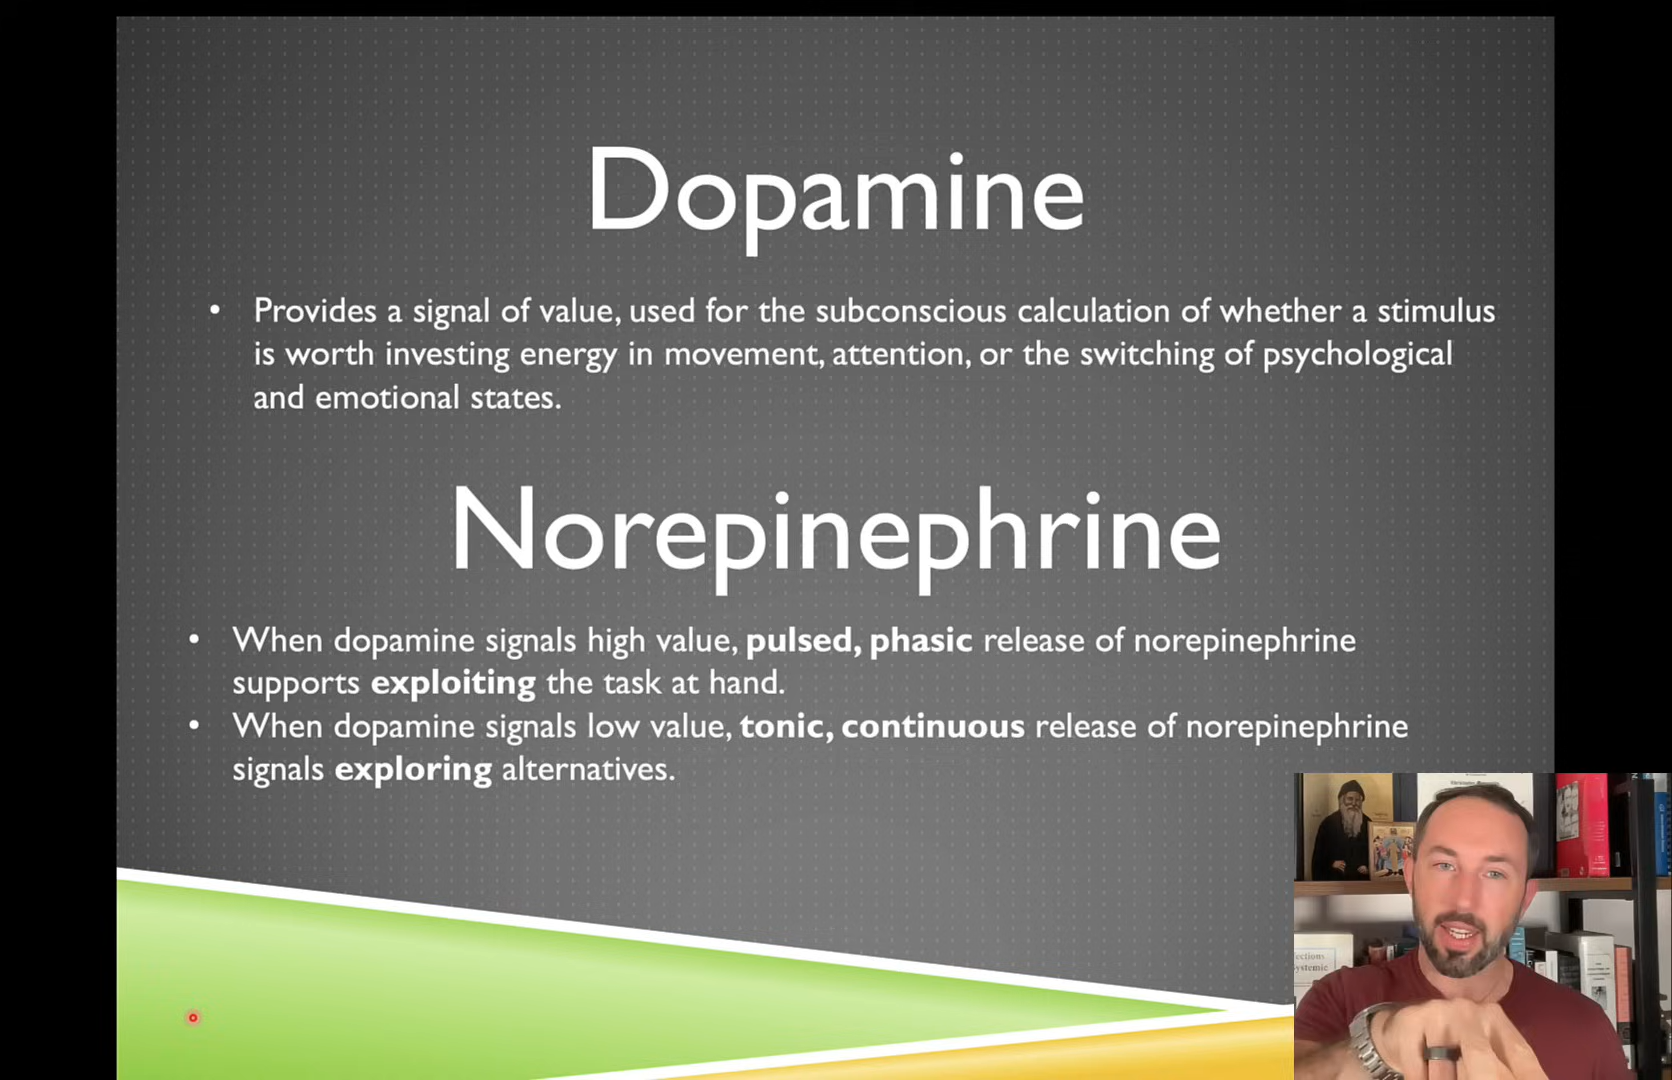 Dopamine
• Provides a signal of value, used for the subconscious calculation of whether a stimulus
is worth investing energy in movement, attention, or the switching of psychological
and emotional states.
Norepinephrine
• When dopamine signals high value, pulsed, phasic release of norepinephrine
supports exploiting the task at hand.
• When dopamine signals low value, tonic, continuous release of norepinephrine
signals exploring alternatives.
ections
ystemic